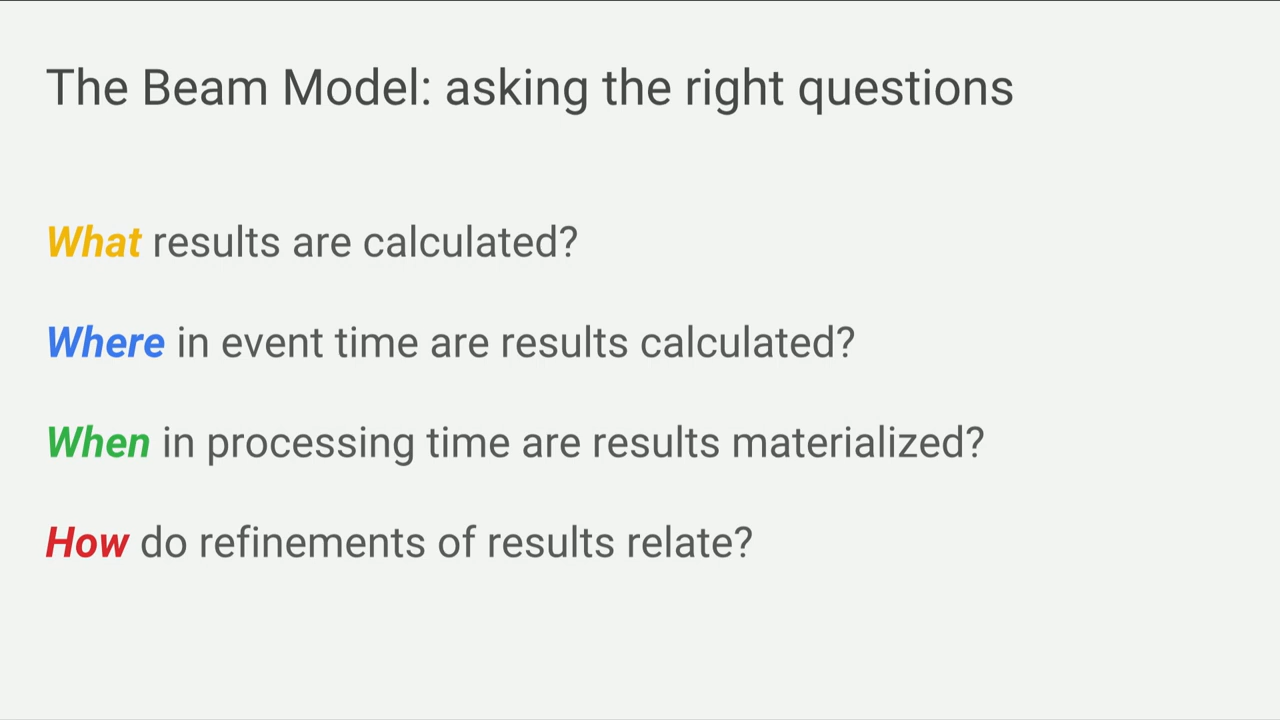 The Beam Model: asking the right questions
What results are calculated?
Where in event time are results calculated?
When in processing time are results materialized?
How do refinements of results relate?